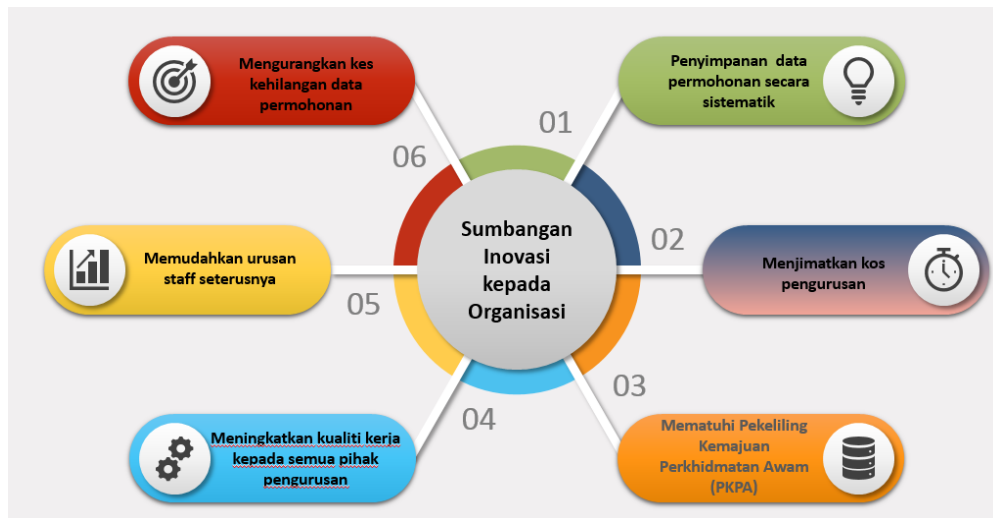 Sumbangan
Inovasi
kepada
Organisasi
01
Penyimpanan data
permohonan secara
sistematik
02
Menjimatkan kos
pengurusan
03
Mematuhi Pekeliling
Kemajuan
Perkhidmatan Awam
(PKPA)
04
Meningkatkan kualiti kerja
kepada semua pihak
pengurusan
05
Memudahkan urusan
staff seterusnya
06
Mengurangkan kes
kehilangan data
permohonan